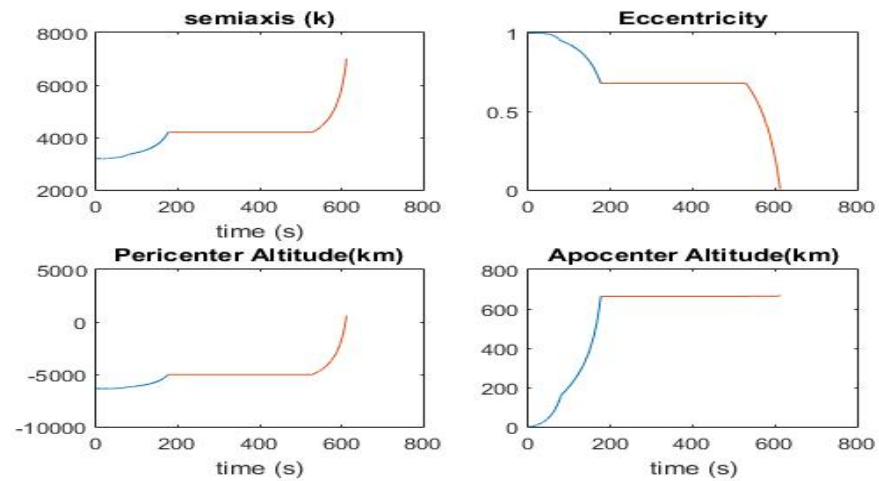 semiaxis (k)
8000
6000
4000
2000
0 200 400 600 800
time (s)
Eccentricity
1
0.5
0
0 200 400 600 800
Pericenter Altitude(km)
5000
0
-5000
-10000
0 200 400 600 800
time (s)
Apocenter Altitude(km)
800
600
400
200
0
0 200 400 600 800
time (s)